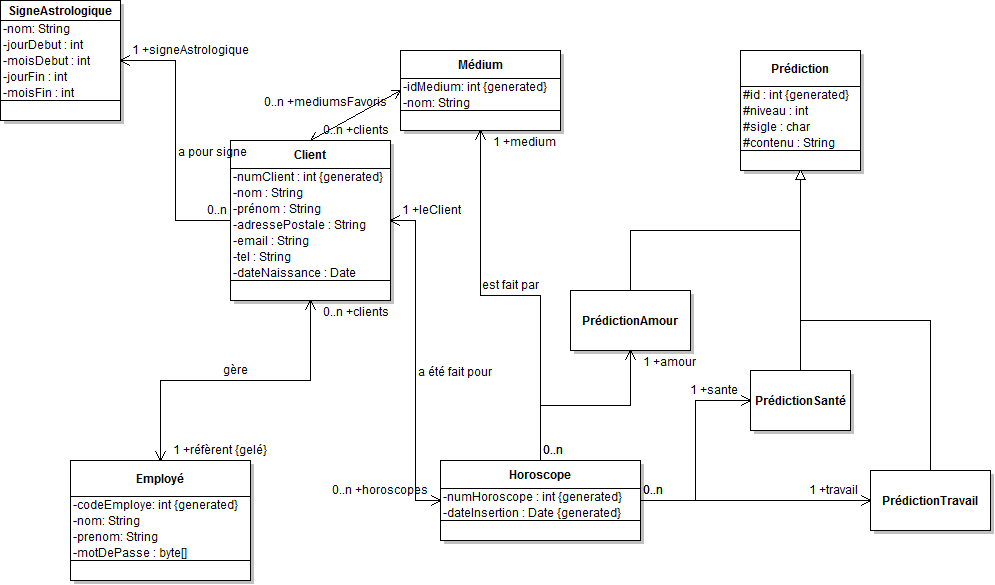 SigneAstrologique
-nom: String
-jourDebut : int
-moisDebut : int
-jourFin : int
-moisFin : int
1 +signeAstrologique
Médium
-idMedium: int {generated}
-nom: String
Prédiction
#id : int {generated}
#niveau : int
#sigle : char
#contenu : String
0..n +mediumsFavoris
0..n +clients
1 +medium
a pour signe
Client
-numClient : int {generated}
-nom : String
-prénom : String
-adressePostale : String
-email : String
-tel : String
-dateNaissance : Date
0..n
1 +leClient
0..n +clients
est fait par
PrédictionAmour
1 +amour
gère
a été fait pour
1 +sante
PrédictionSanté
1 +référent {gelé}
0..n
Employé
-codeEmploye: int {generated}
-nom: String
-prenom: String
-motDePasse : byte[]
0..n +horoscopes
Horoscope
-numHoroscope : int {generated}
-dateInsertion : Date {generated}
0..n
1 +travail
PrédictionTravail